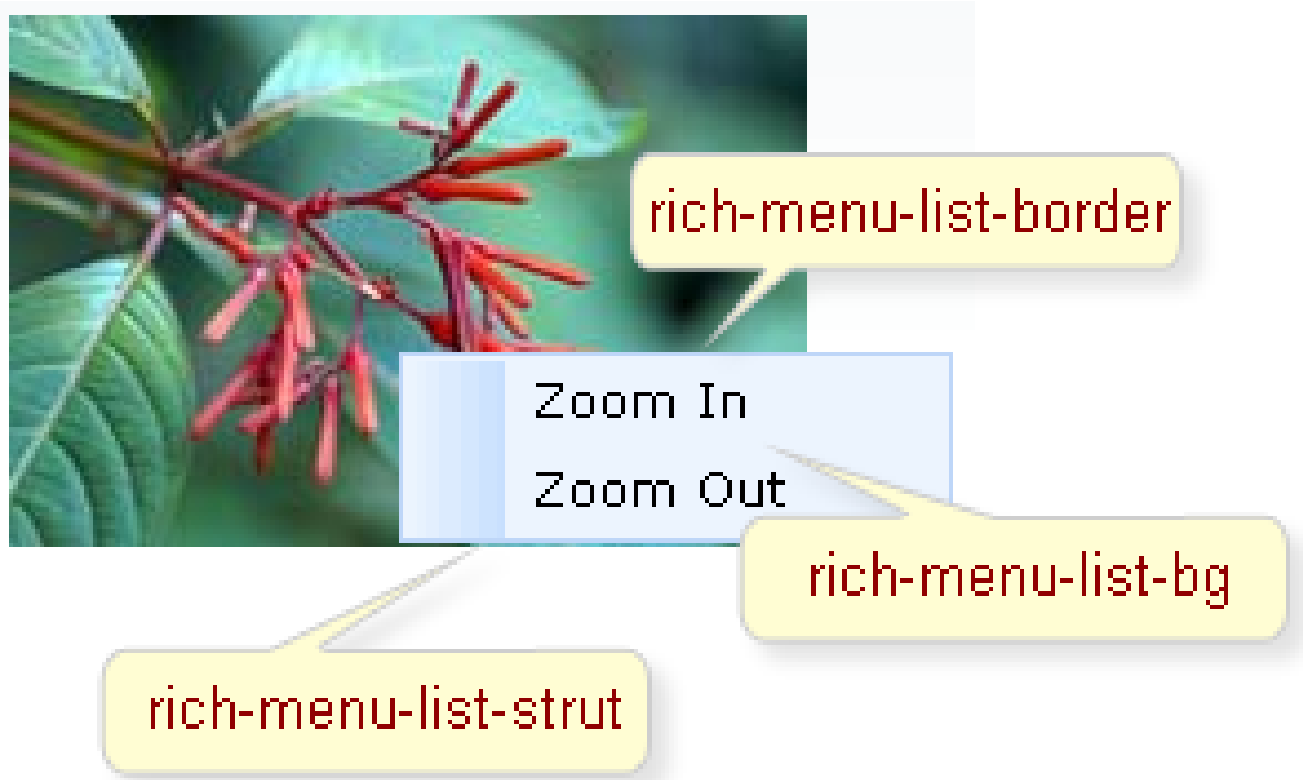 rich-menu-list-border
Zoom In
Zoom Out
rich-menu-list-bg
rich-menu-list-strut